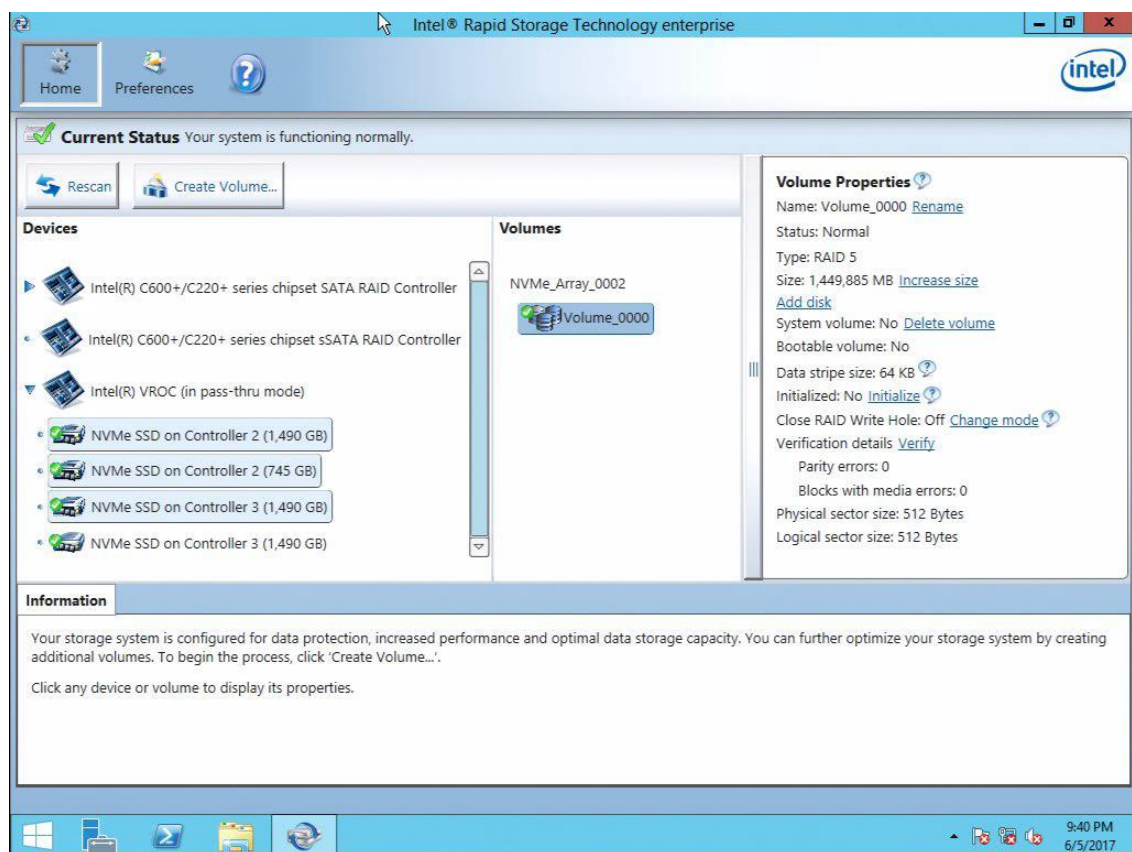 Intel® Rapid Storage Technology enterprise
Home
Preferences
intel
Current Status Your system is functioning normally.
Rescan
Create Volume...
Devices
Intel(R) C600+/C220+ series chipset SATA RAID Controller
Intel(R) C600+/C220+ series chipset sSATA RAID Controller
Intel(R) VROC (in pass-thru mode)
NVMe SSD on Controller 2 (1,490 GB)
NVMe SSD on Controller 2 (745 GB)
NVMe SSD on Controller 3 (1,490 GB)
NVMe SSD on Controller 3 (1,490 GB)
Volumes
NVMe_Array_0002
Volume_0000
Volume Properties
Name: Volume_0000 Rename
Status: Normal
Type: RAID 5
Size: 1,449,885 MB Increase size
Add disk
System volume: No Delete volume
Bootable volume: No
Data stripe size: 64 KB
Initialized: No Initialize
Close RAID Write Hole: Off Change mode
Verification details Verify
Parity errors: 0
Blocks with media errors: 0
Physical sector size: 512 Bytes
Logical sector size: 512 Bytes
Information
Your storage system is configured for data protection, increased performance and optimal data storage capacity. You can further optimize your storage system by creating
additional volumes. To begin the process, click 'Create Volume...'.
Click any device or volume to display its properties.
9:40 PM
6/5/2017